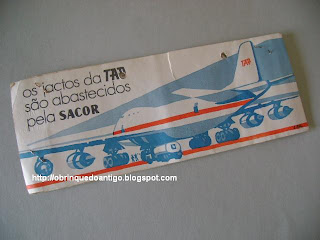 os jactos da TAP
são abastecidos
pela SACOR
TAP
http://obrinquedoantigo.blogspot.com